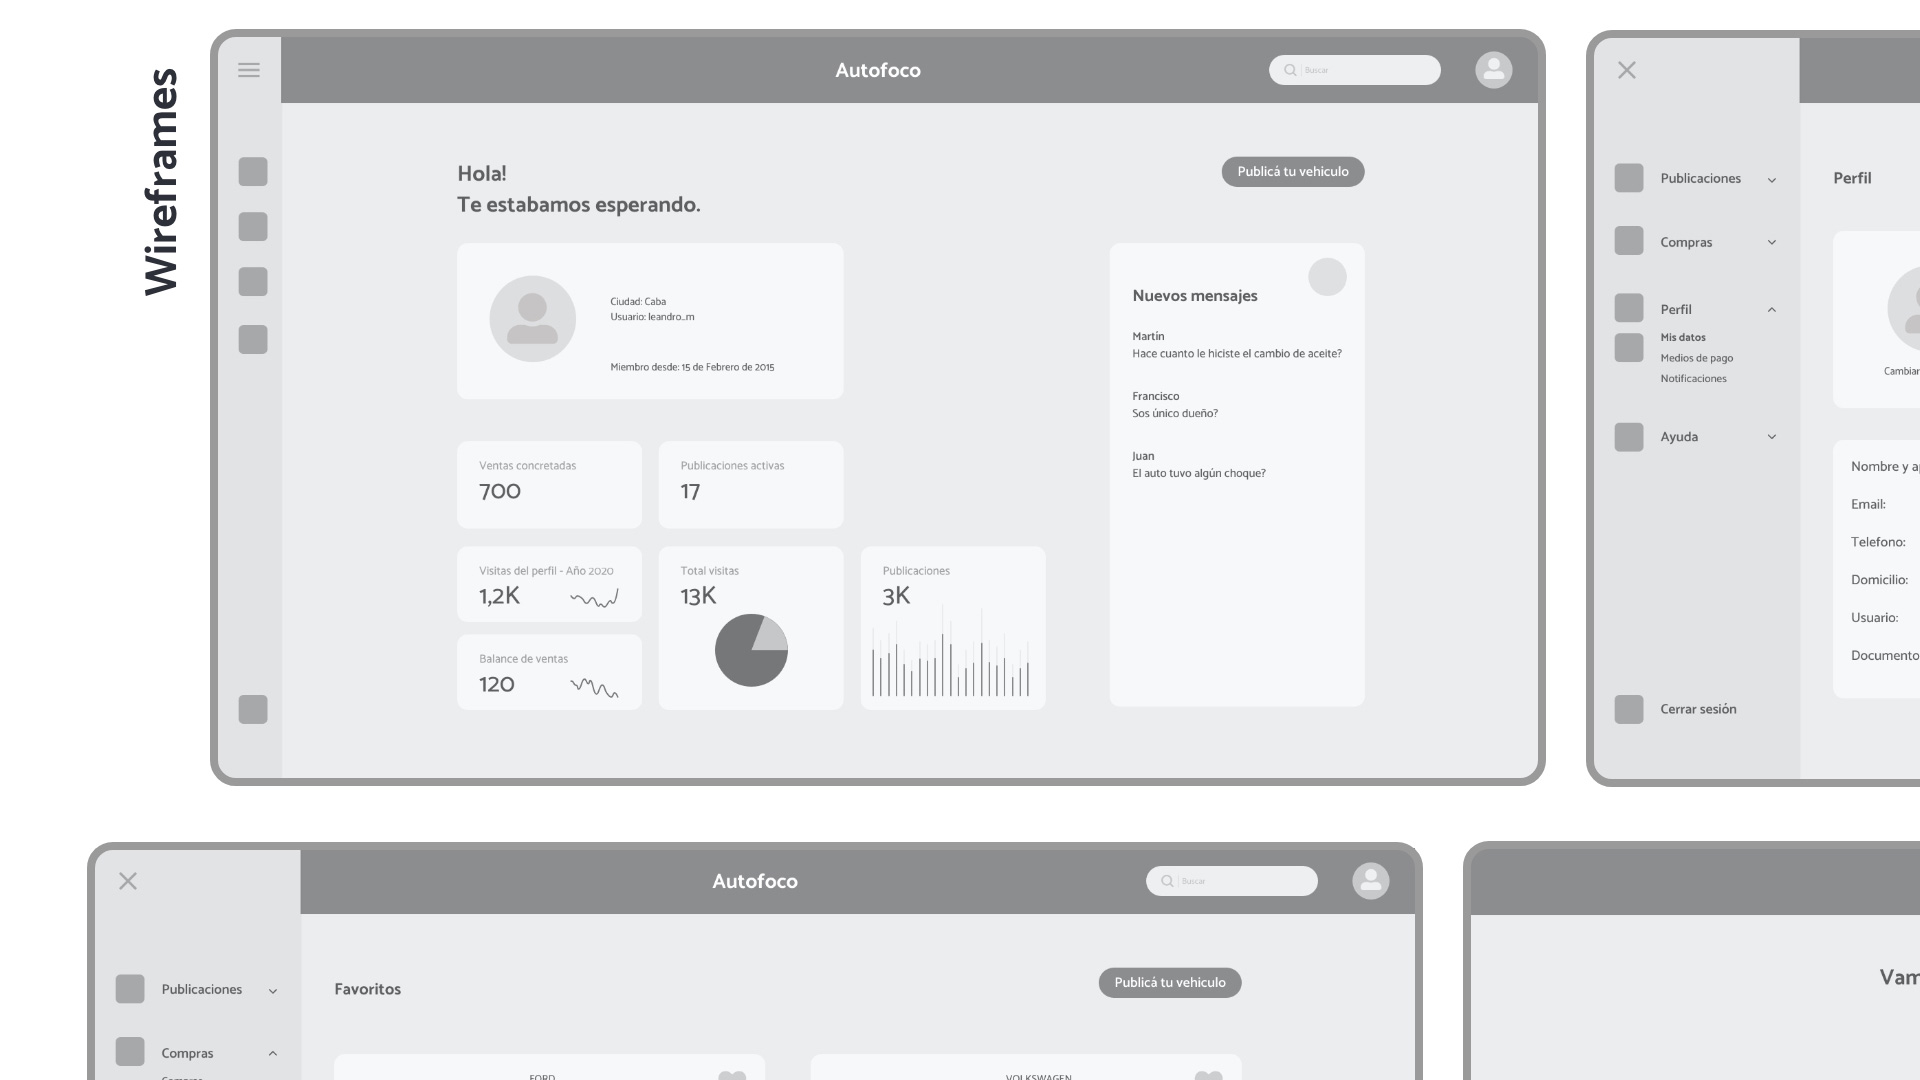 Wireframes
Autofoco
Buscar
Hola!
Te estabamos esperando.
Publicá tu vehiculo
Ciudad: Caba
Usuario: leandro_m
Miembro desde: 15 de Febrero de 2015
Nuevos mensajes
Martín
Hace cuanto le hiciste el cambio de aceite?
Francisco
Sos único dueño?
Juan
El auto tuvo algún choque?
Ventas concretadas
700
Publicaciones activas
17
Visitas del perfil - Año 2020
1,2K
Total visitas
13K
Publicaciones
3K
Balance de ventas
120
Publicaciones
Compras
Perfil
Mis datos
Medios de pago
Notificaciones
Ayuda
Cerrar sesión
Perfil
Cambiar
Nombre y a
Email:
Telefono:
Domicilio:
Usuario:
Documento
Autofoco
Buscar
Publicaciones
Compras
Favoritos
Publicá tu vehiculo
FORD
VOLKSWAGEN
Vam